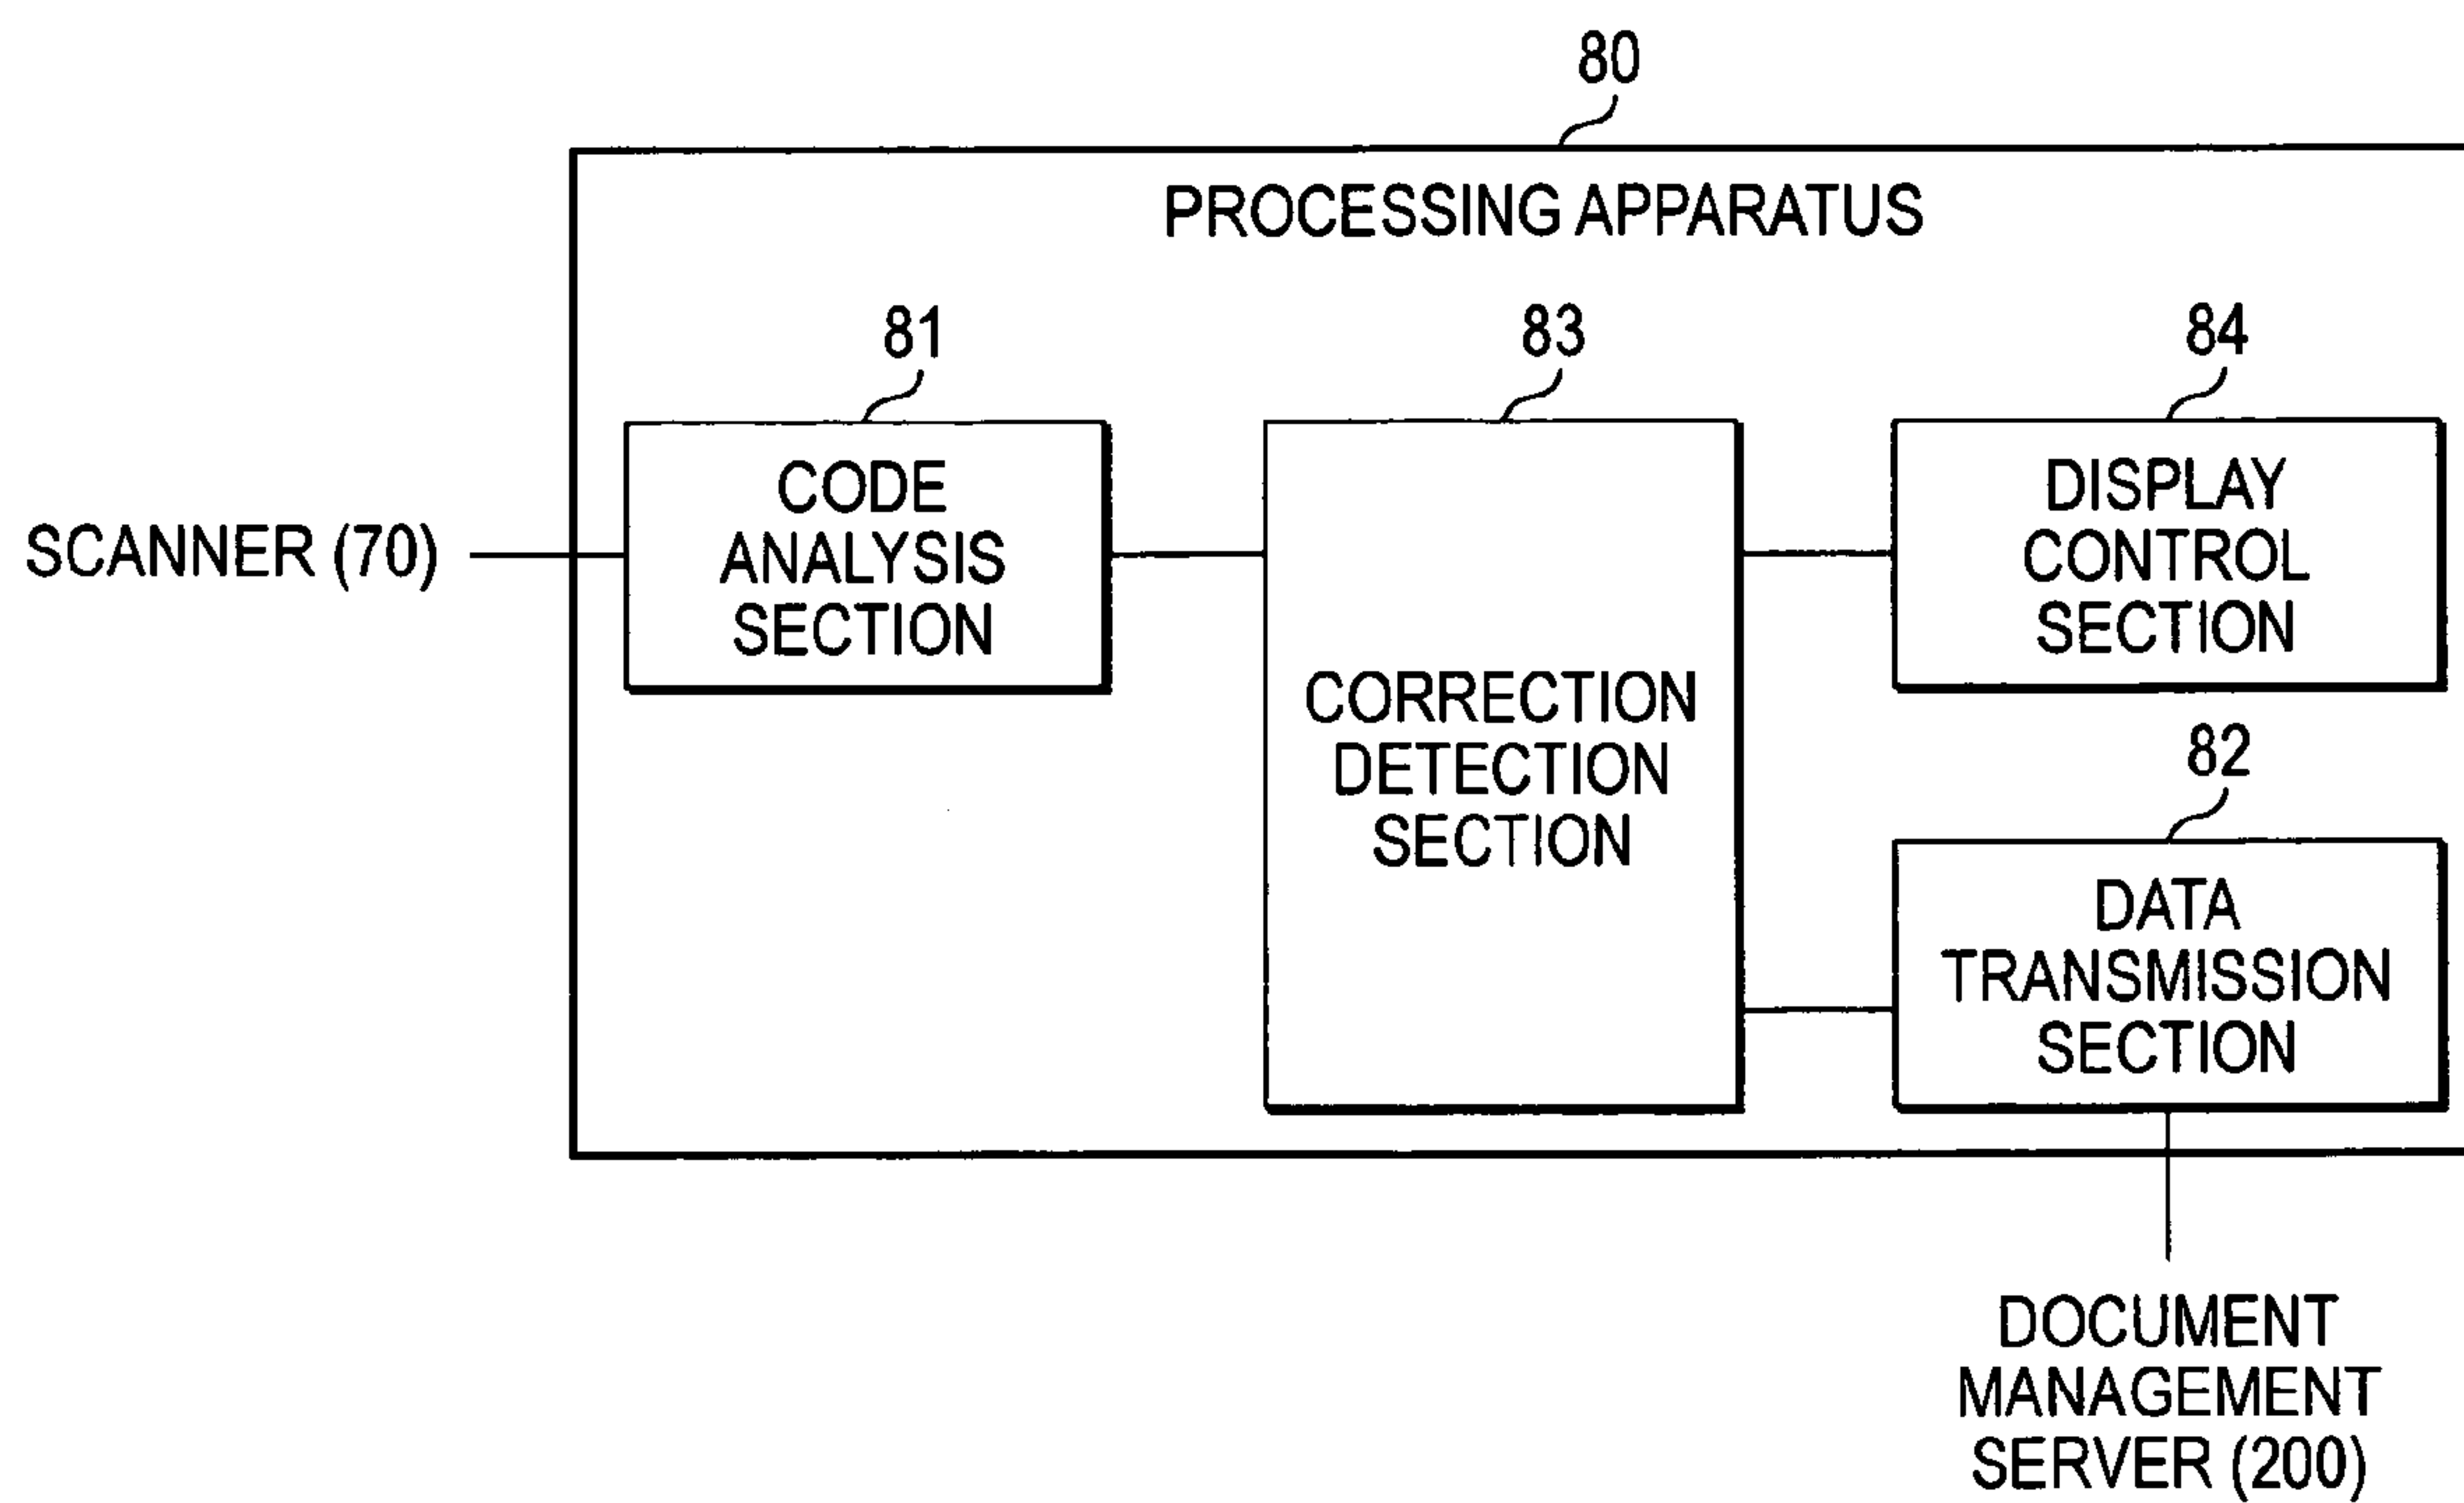 80
PROCESSING APPARATUS
81
83
84
CODE
ANALYSIS
SECTION
DISPLAY
CONTROL
SECTION
SCANNER (70)
CORRECTION
DETECTION
SECTION
82
DATA
TRANSMISSION
SECTION
DOCUMENT
MANAGEMENT
SERVER (200)